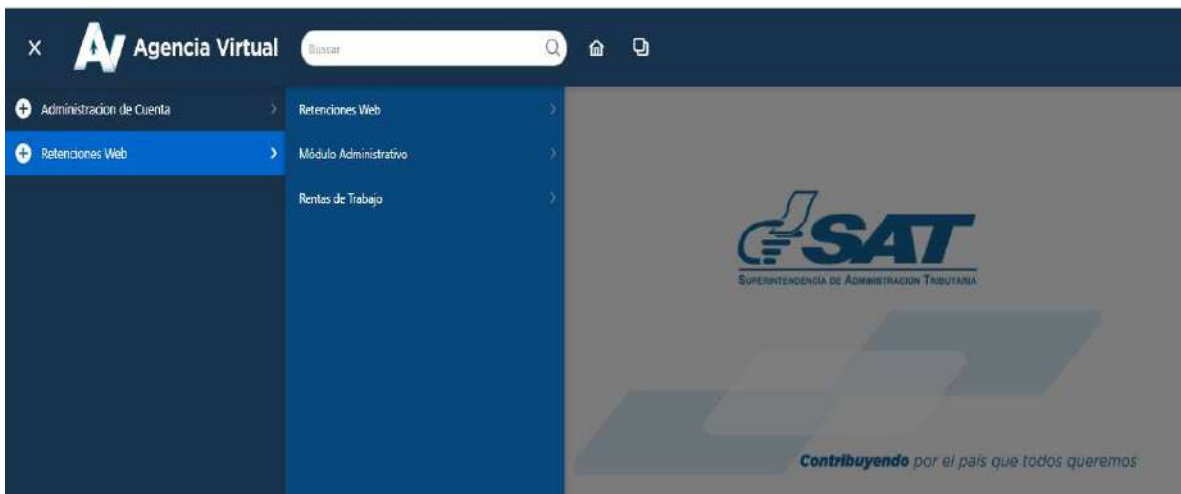 Agencia Virtual
Buscar
Administracion de Cuenta
Retenciones Web
Retenciones Web
Módulo Administrativo
Rentas de Trabajo
SAT
SUPERINTENDENCIA DE ADMINISTRACION TRIBUTARIA
Contribuyendo por el país que todos queremos